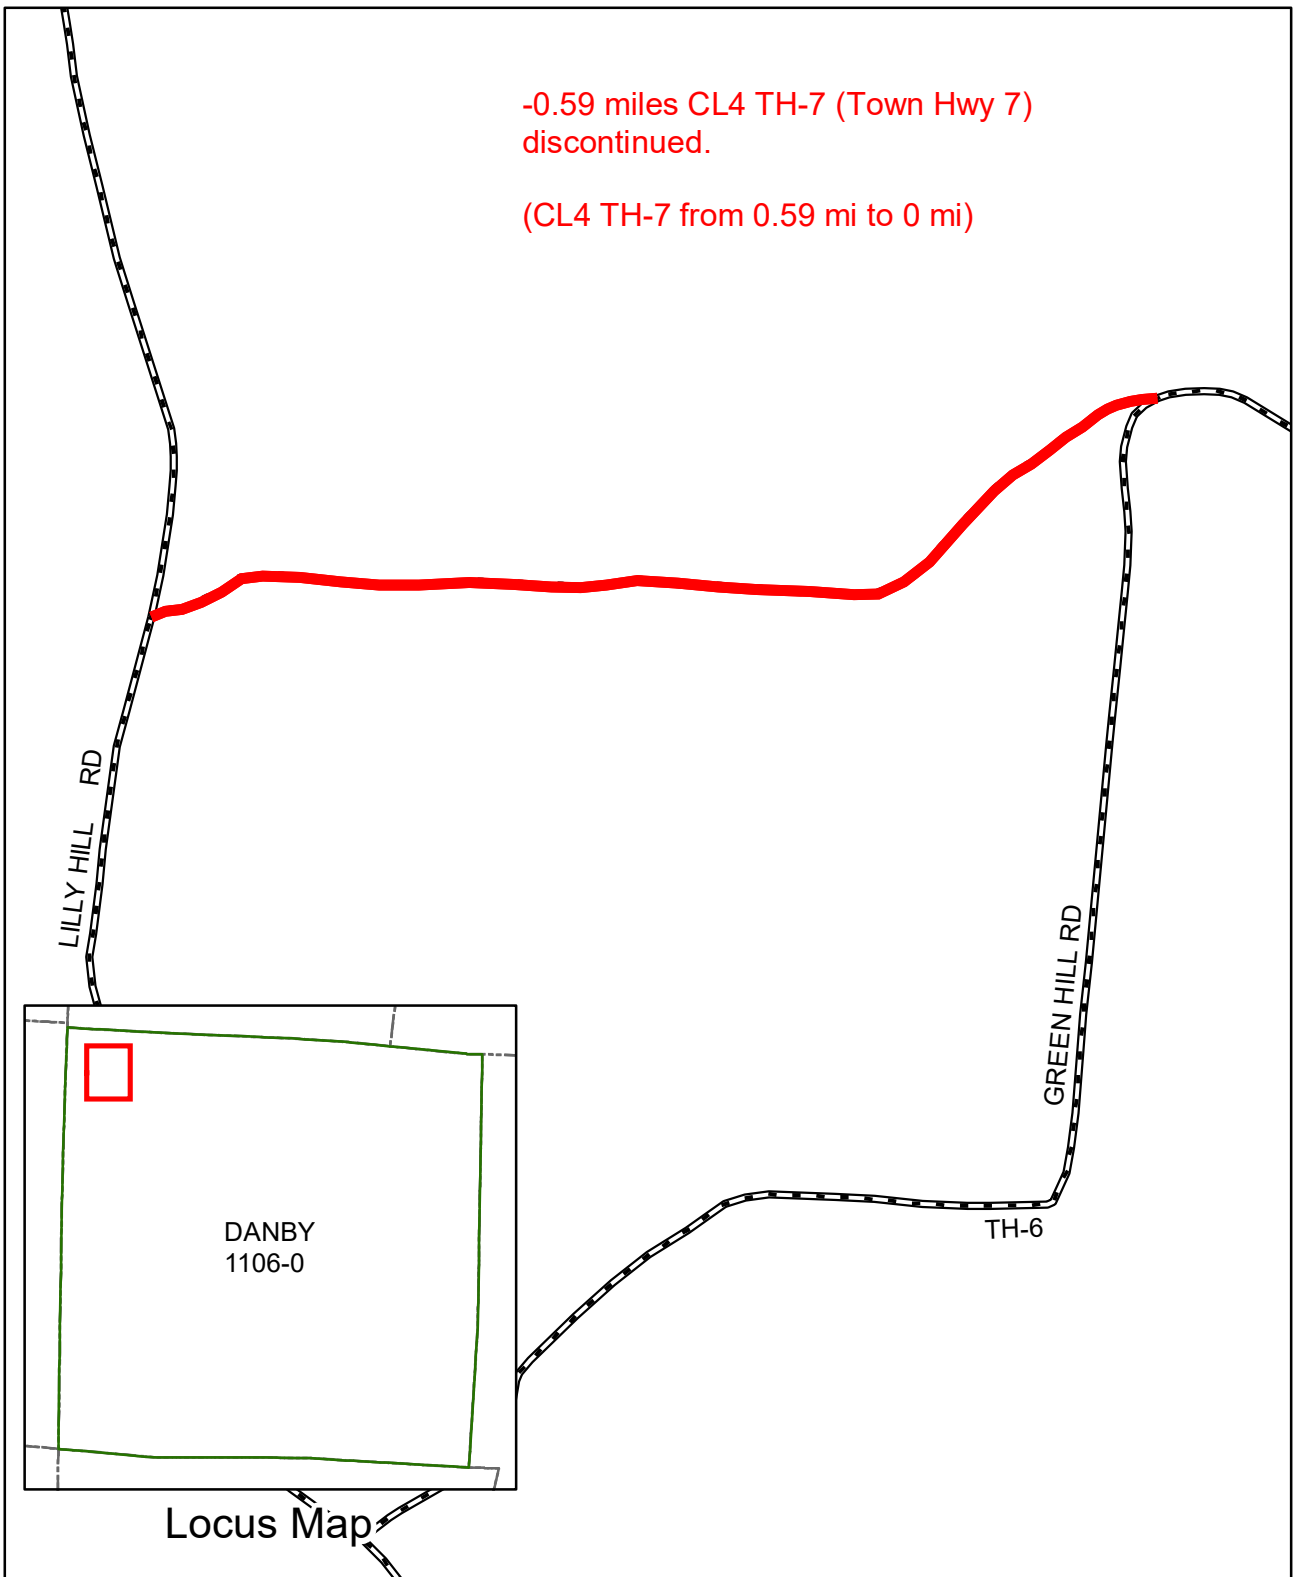 -0.59 miles CL4 TH-7 (Town Hwy 7)
discontinued.
(CL4 TH-7 from 0.59 mi to 0 mi)
LILLY HILL RD
GREEN HILL RD
TH-6
DANBY
1106-0
Locus Map